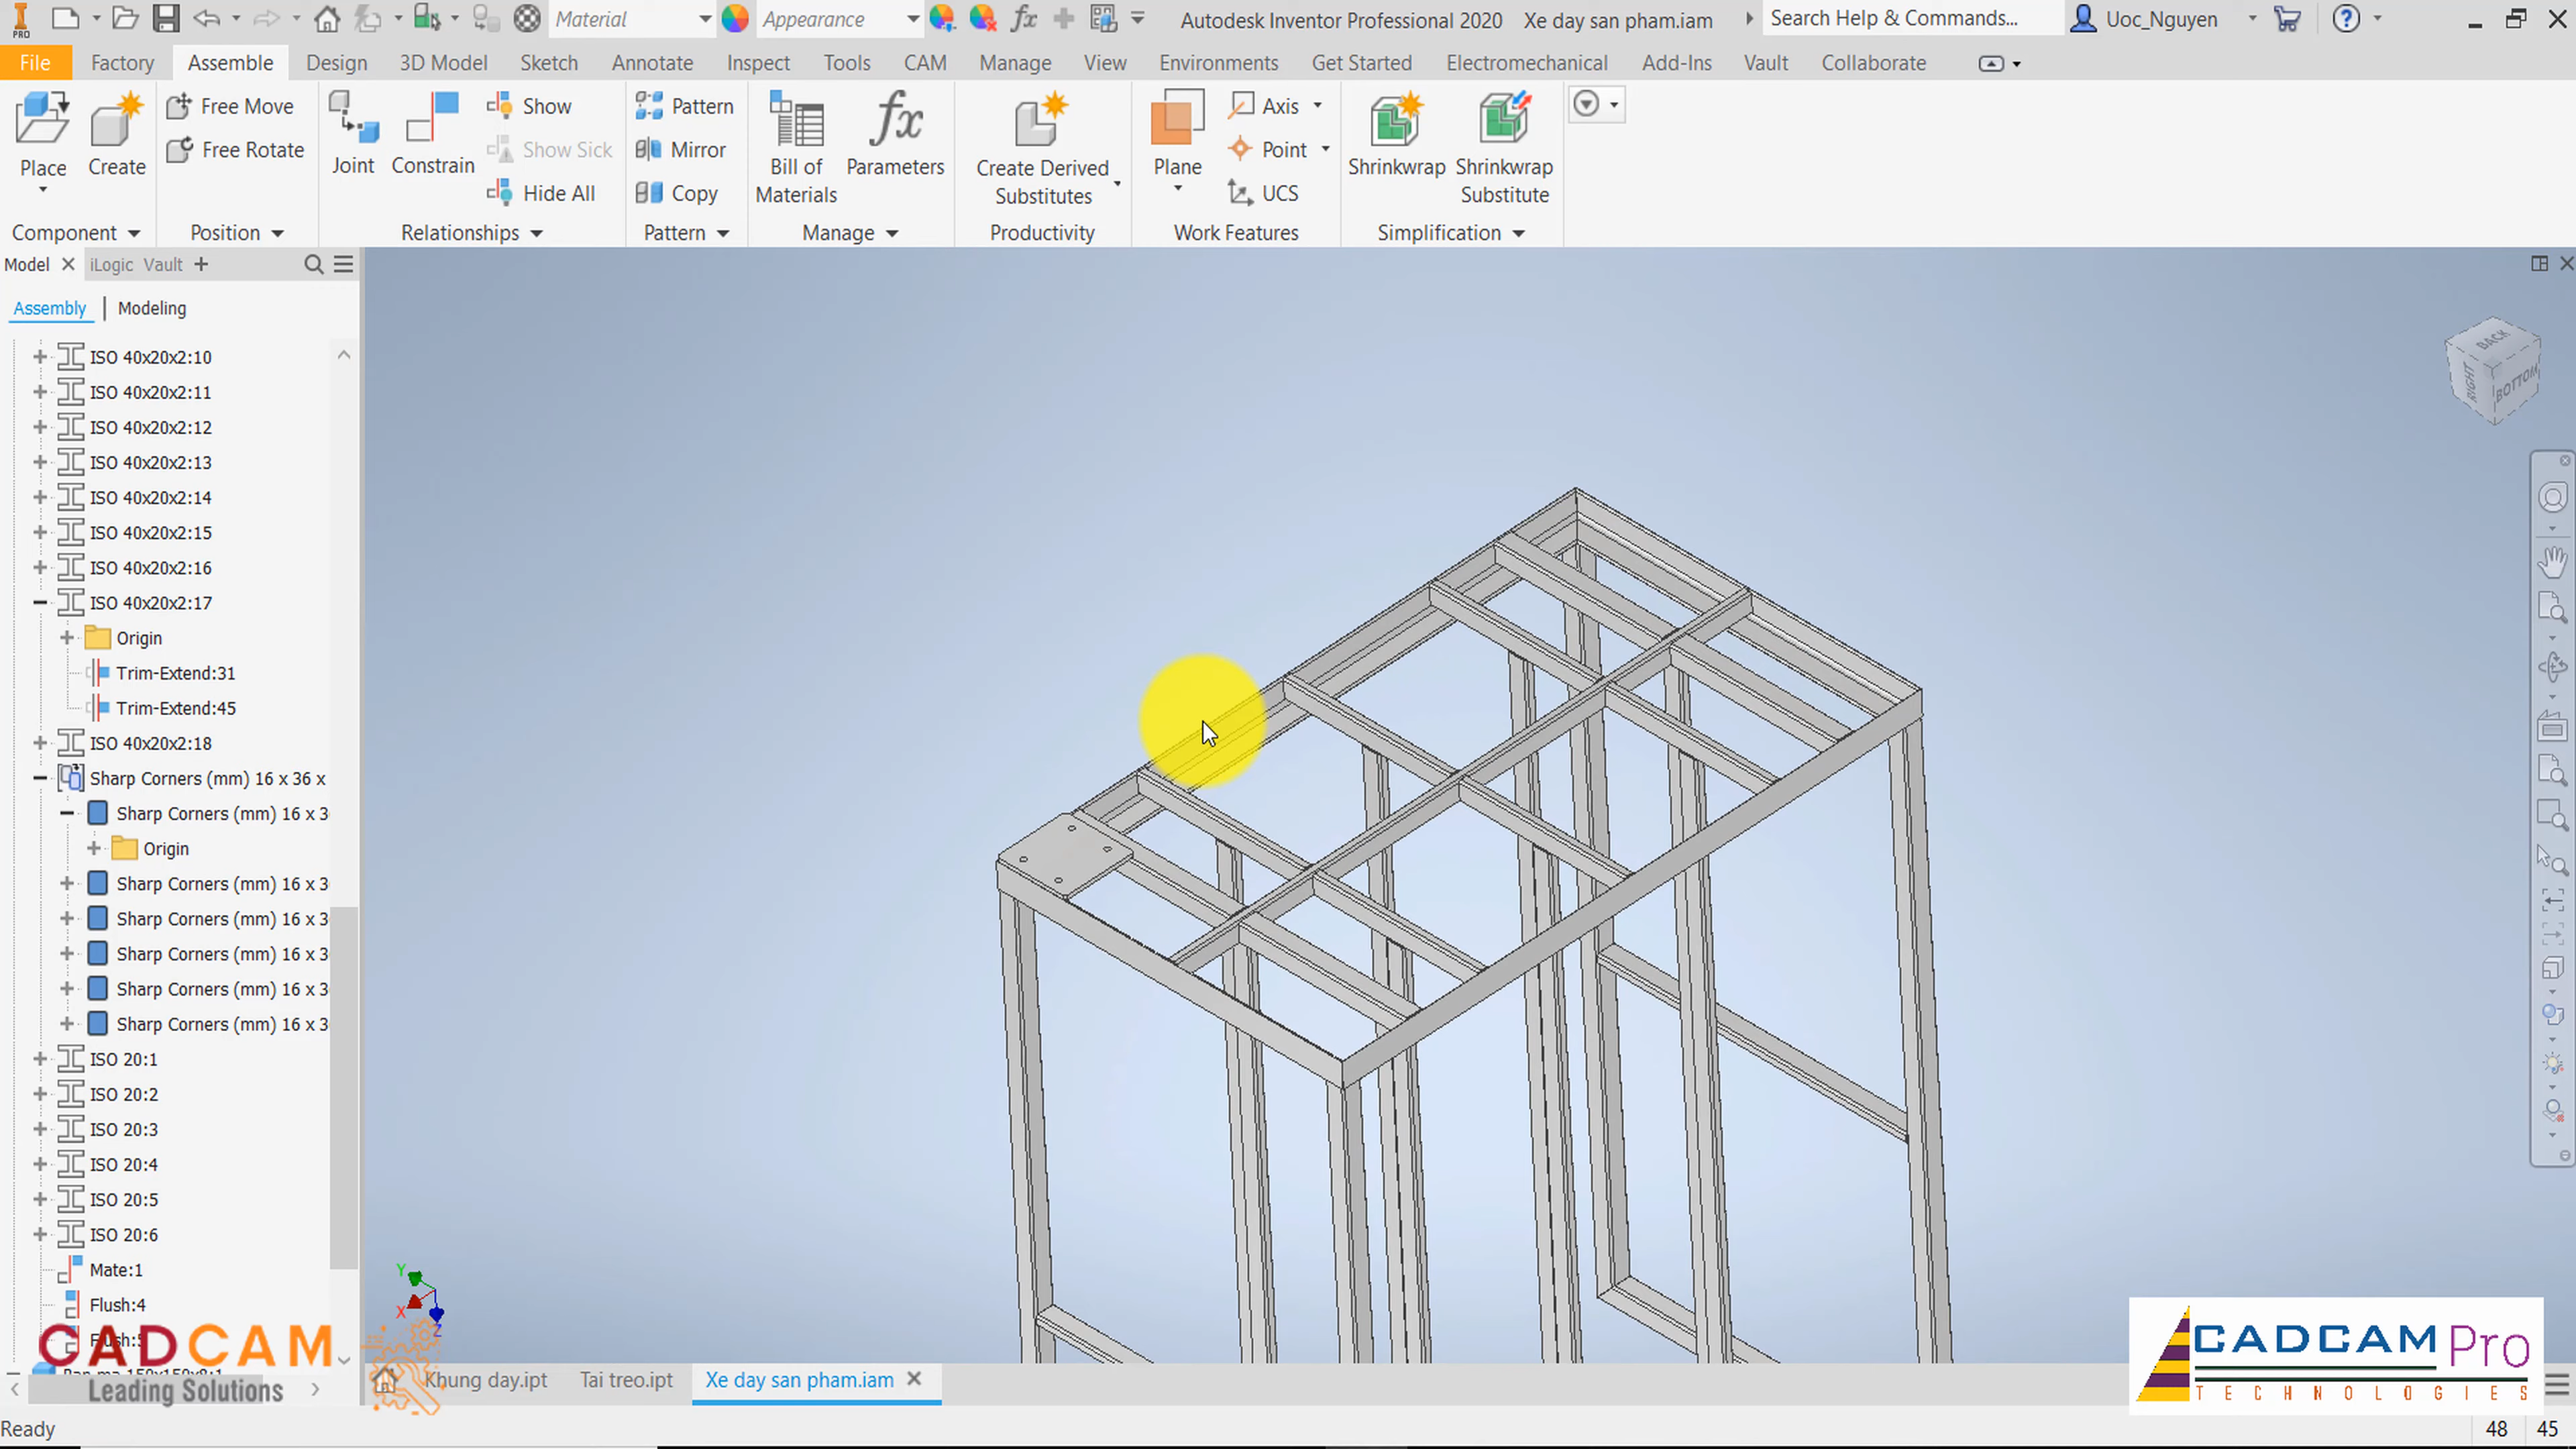 PRO
Material
Appearance
Autodesk Inventor Professional 2020
Xe day san pham.iam
Search Help & Commands...
Uoc_Nguyen
File
Factory
Assemble
Design
3D Model
Sketch
Annotate
Inspect
Tools
CAM
Manage
View
Environments
Get Started
Electromechanical
Add-Ins
Vault
Collaborate
Place
Create
Component
Free Move
Free Rotate
Position
Joint
Constrain
Show
Show Sick
Hide All
Relationships
Pattern
Mirror
Copy
Pattern
Bill of
Materials
fx
Parameters
Manage
Create Derived
Substitutes
Productivity
Plane
Axis
Point
UCS
Work Features
Shrinkwrap
Shrinkwrap
Substitute
Simplification
Model
iLogic
Vault
Assembly
Modeling
ISO 40x20x2:10
ISO 40x20x2:11
ISO 40x20x2:12
ISO 40x20x2:13
ISO 40x20x2:14
ISO 40x20x2:15
ISO 40x20x2:16
ISO 40x20x2:17
Origin
Trim-Extend:31
Trim-Extend:45
ISO 40x20x2:18
Sharp Corners (mm) 16 x 36 x
Sharp Corners (mm) 16 x 3
Origin
Sharp Corners (mm) 16 x 3
Sharp Corners (mm) 16 x 3
Sharp Corners (mm) 16 x 3
Sharp Corners (mm) 16 x 3
Sharp Corners (mm) 16 x 3
ISO 20:1
ISO 20:2
ISO 20:3
ISO 20:4
ISO 20:5
ISO 20:6
Mate:1
Flush:4
CADCAM
Leading Solutions
BACK
RIGHT
BOTTOM
Y
X
Z
Khung day.ipt
Tai treo.ipt
Xe day san pham.iam
CADCAM Pro
TECHNOLOGIES
Ready
48
45